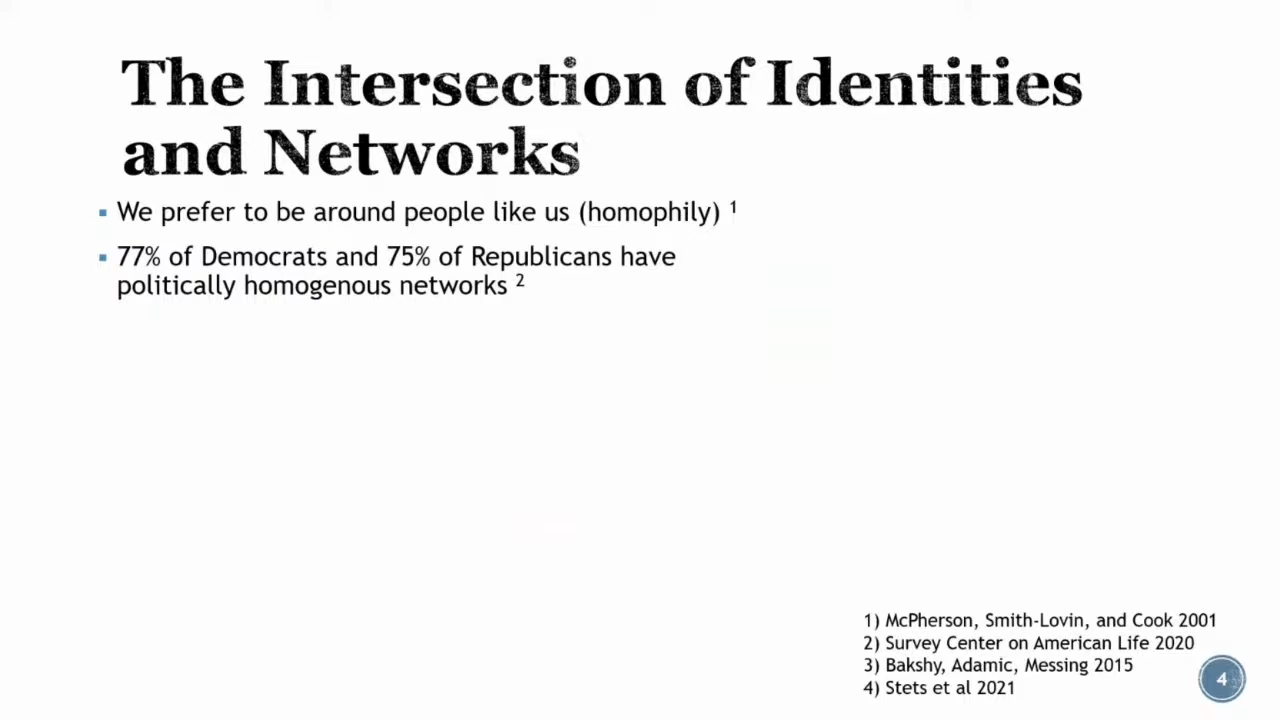 The Intersection of Identities
and Networks
▪ We prefer to be around people like us (homophily) 1
▪ 77% of Democrats and 75% of Republicans have
politically homogenous networks 2
1) McPherson, Smith-Lovin, and Cook 2001
2) Survey Center on American Life 2020
3) Bakshy, Adamic, Messing 2015
4) Stets et al 2021
4